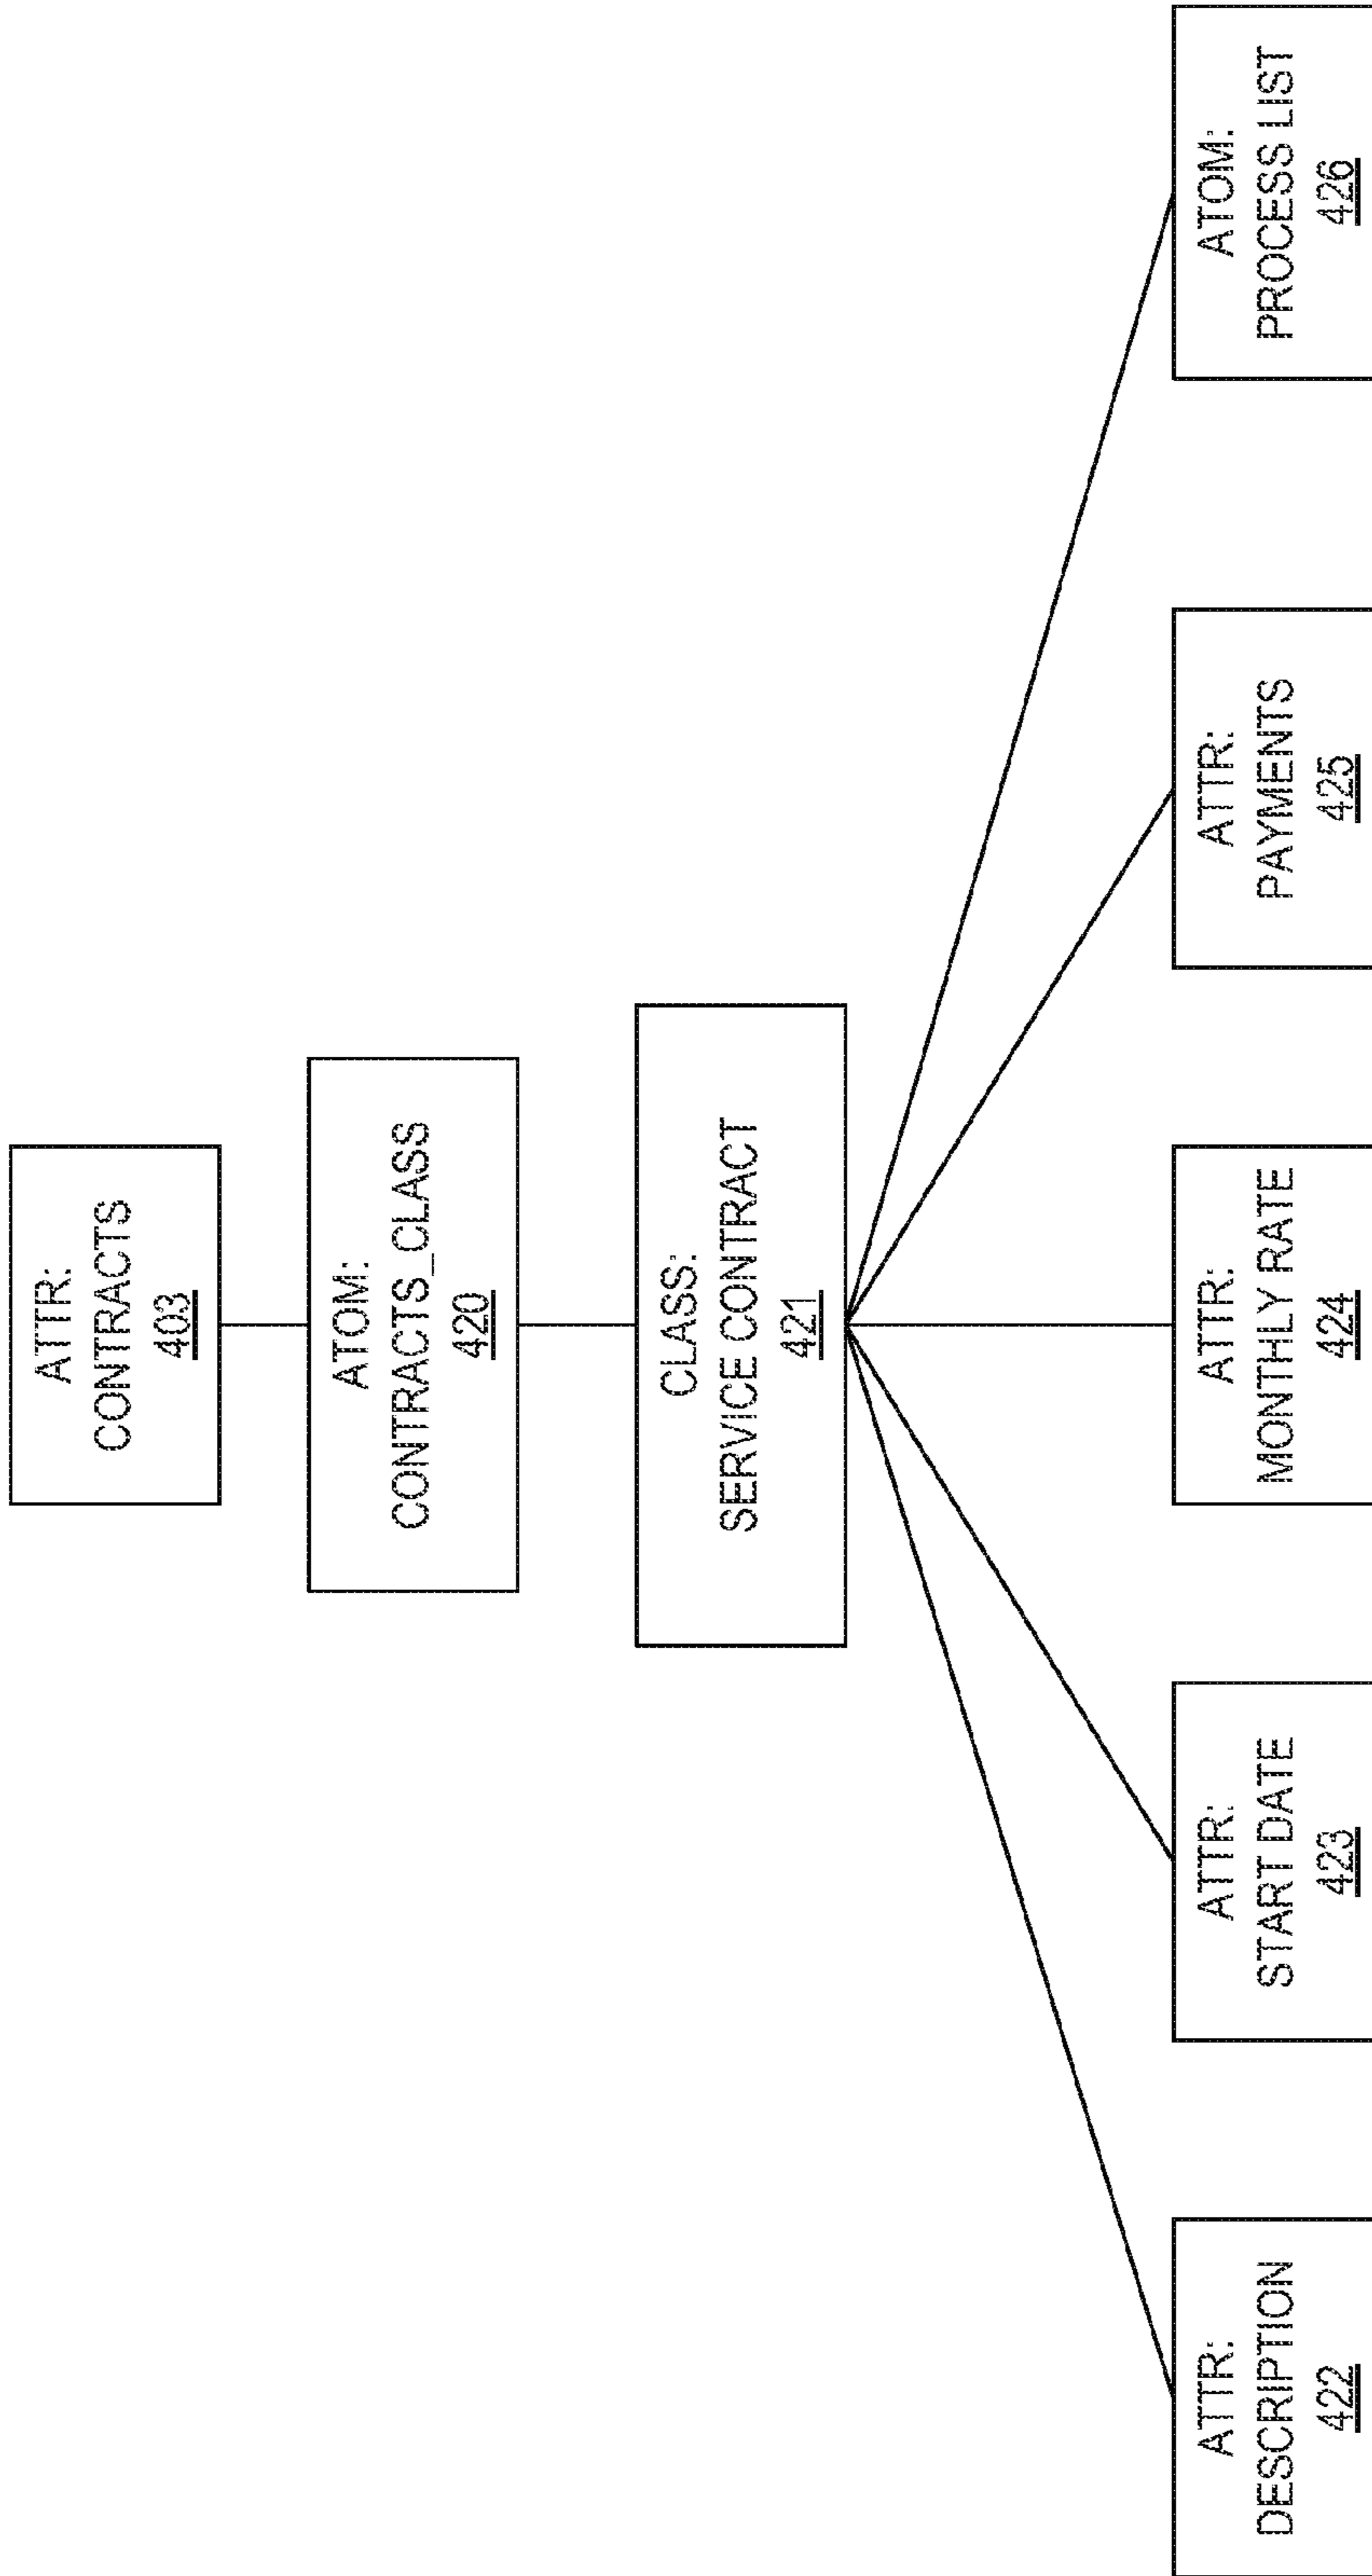 ATTR:
CONTRACTS
403
ATOM:
CONTRACTS_CLASS
420
CLASS:
SERVICE CONTRACT
421
ATTR:
DESCRIPTION
422
ATTR:
START DATE
423
ATTR:
MONTHLY RATE
424
ATTR:
PAYMENTS
425
ATOM:
PROCESS LIST
426